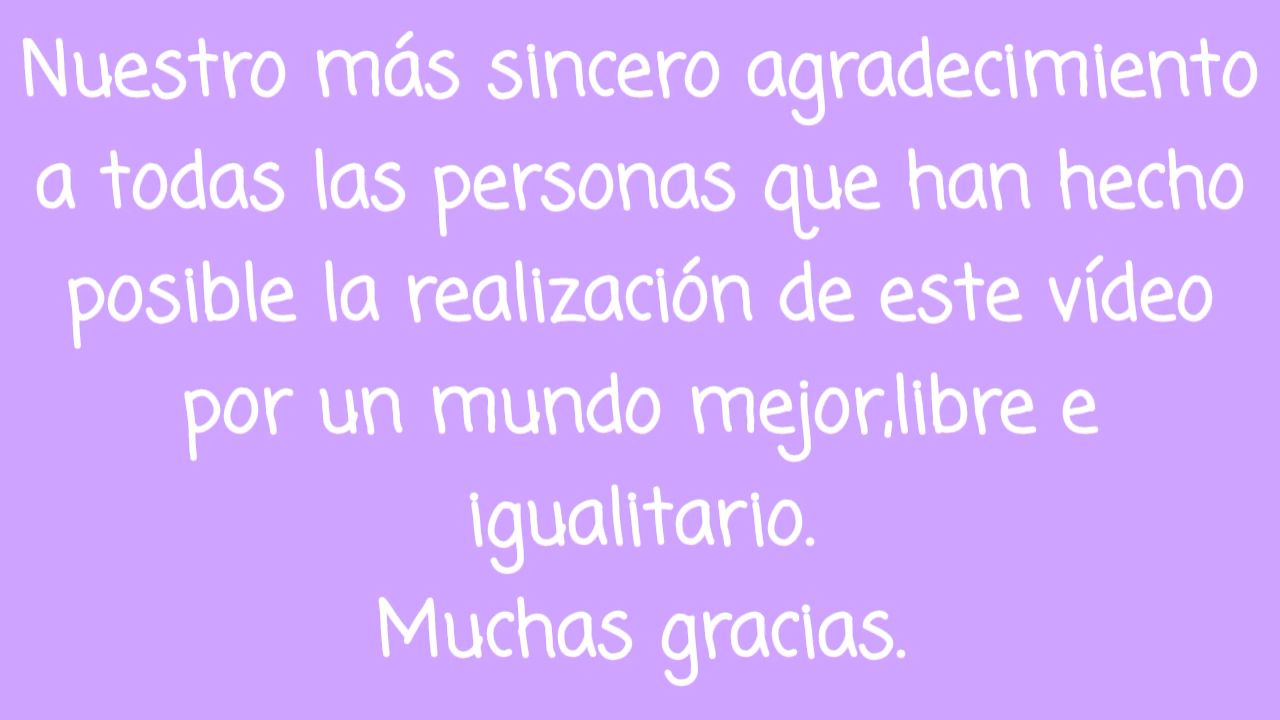 Nuestro más sincero agradecimiento
a todas las personas que han hecho
posible la realización de este vídeo
por un mundo mejor,libre e
igualitario.
Muchas gracias.